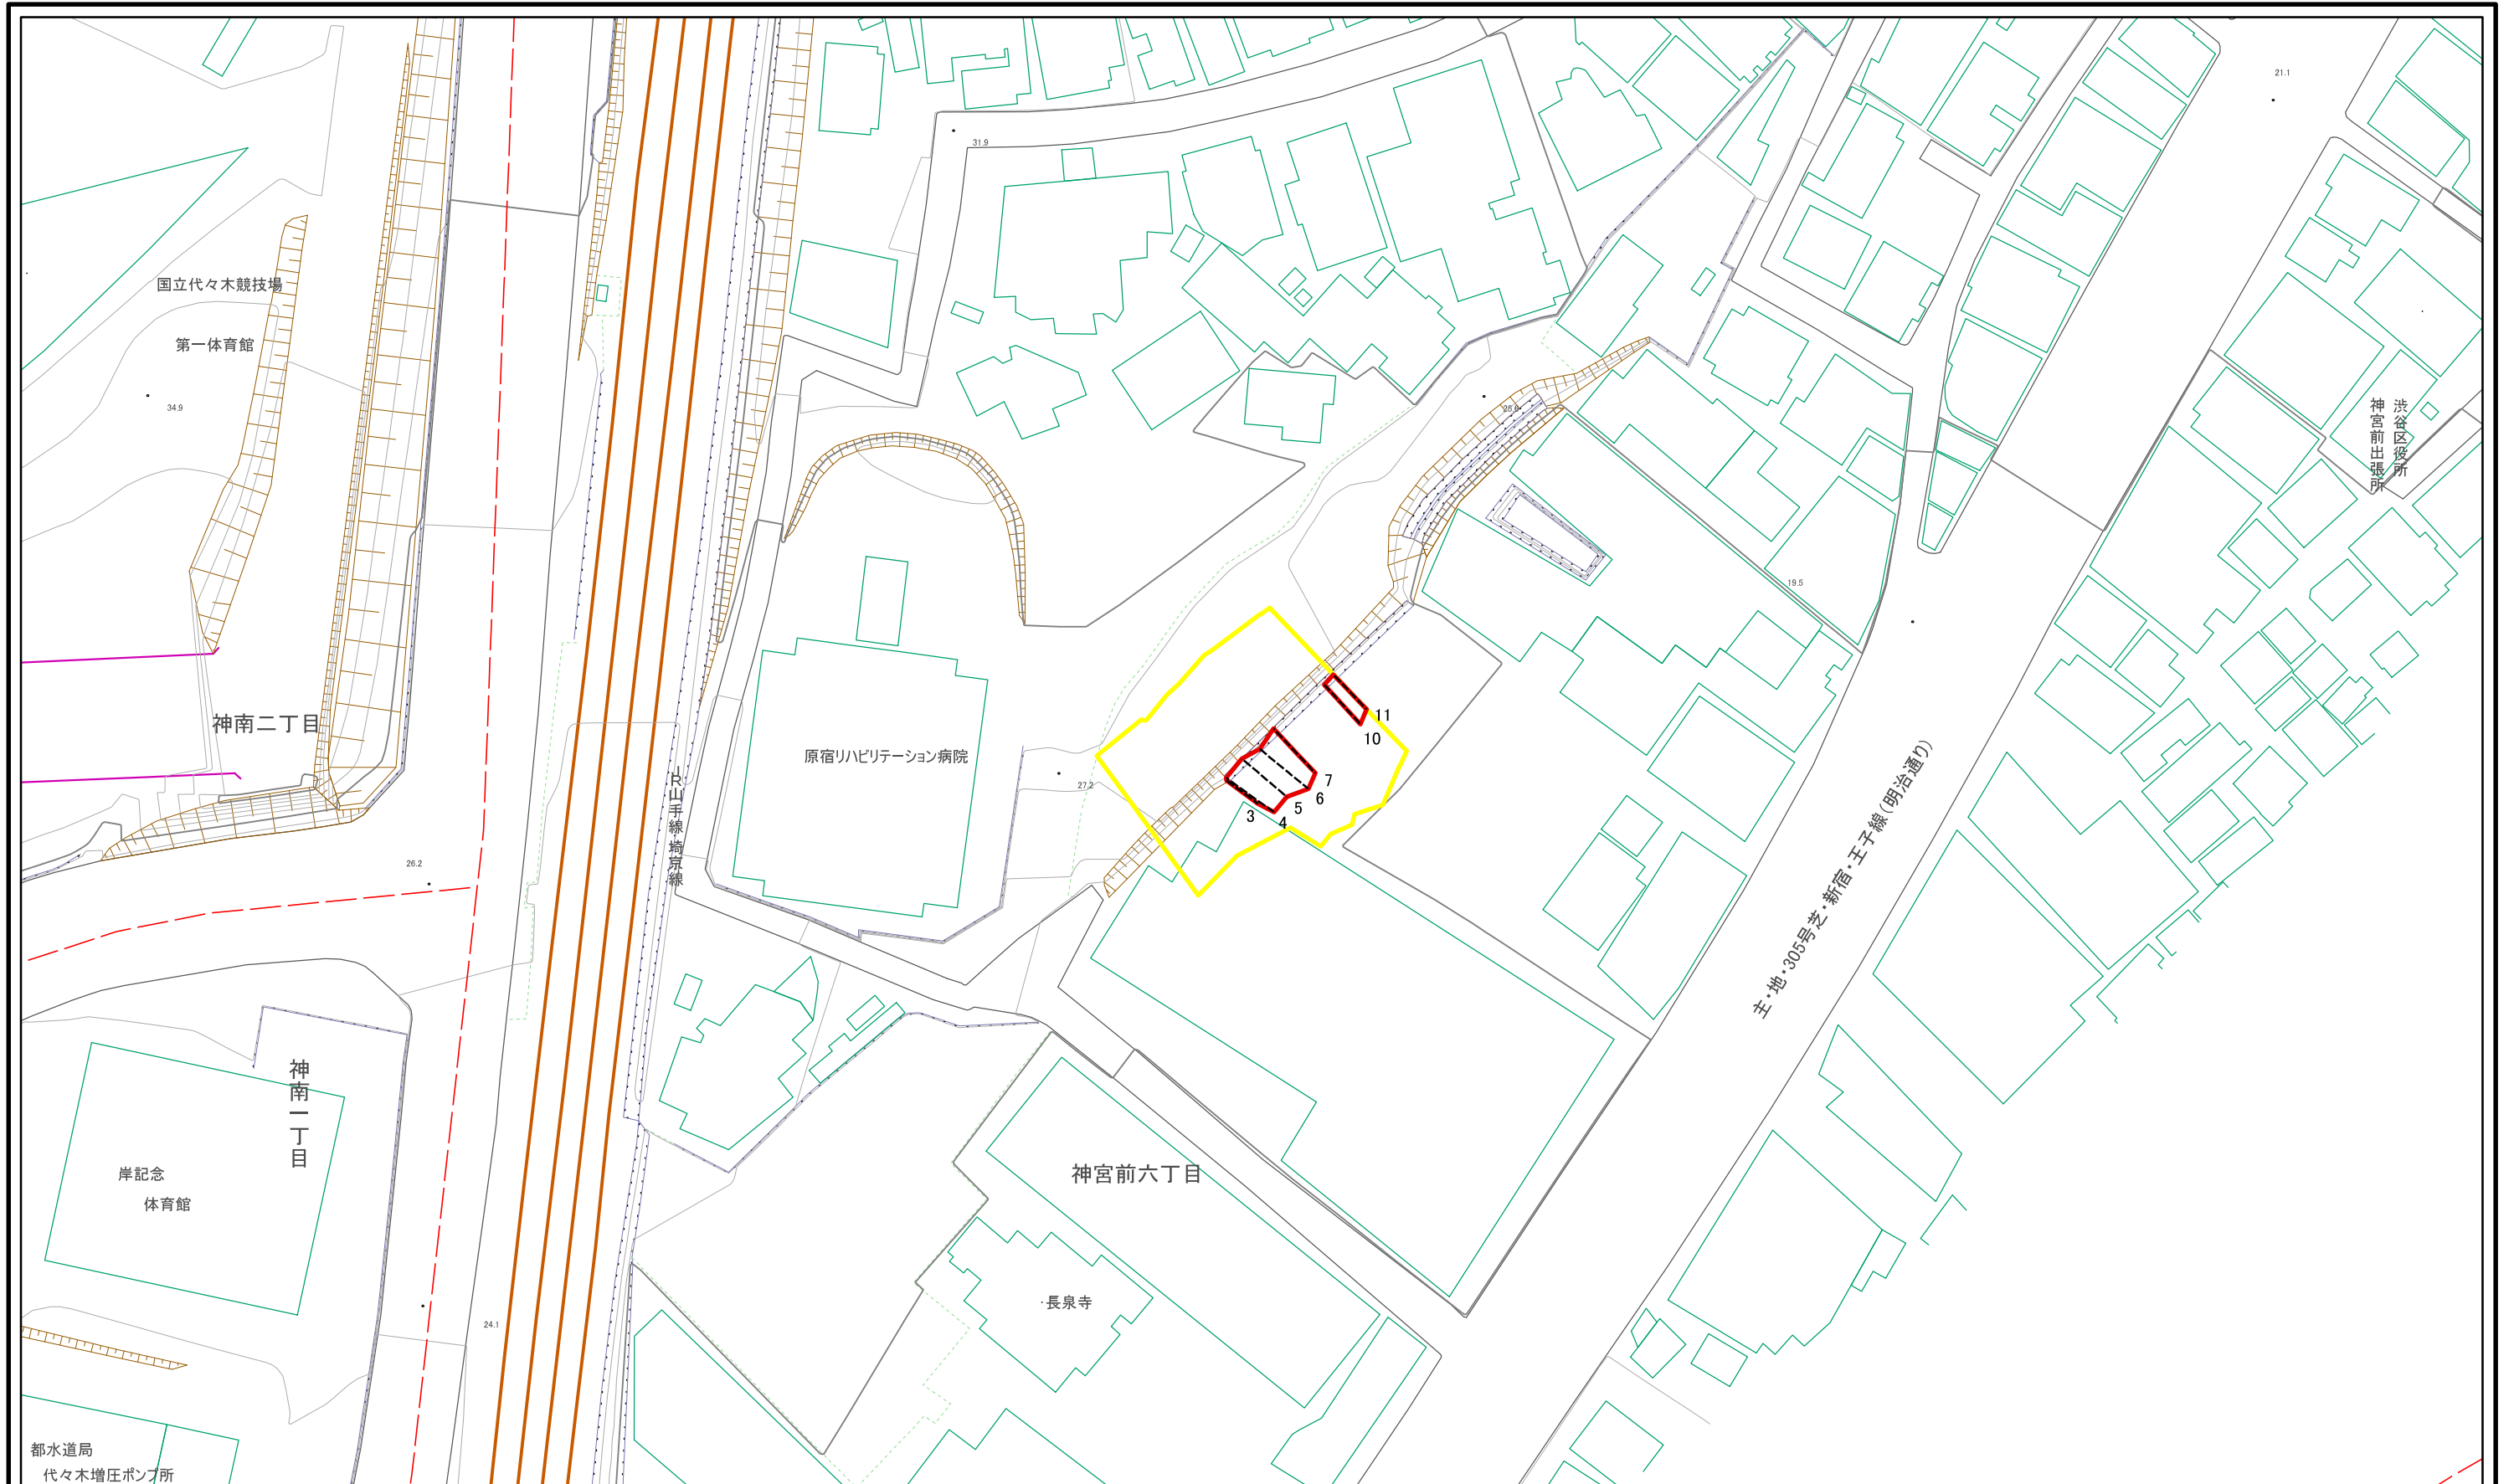 21.1
31.9
国立代々木競技場
第一体育館
34.9
25.6
渋谷区役所
神宮前出張所
19.5
神南二丁目
原宿リハビリテーション病院
27.2
JR山手線・埼京線
11
10
7
6
5
4
3
主・地・305号芝・新宿・王子線(明治通り)
26.2
神南一丁目
岸記念
体育館
神宮前六丁目
長泉寺
24.1
都水道局
代々木増圧ポンプ所